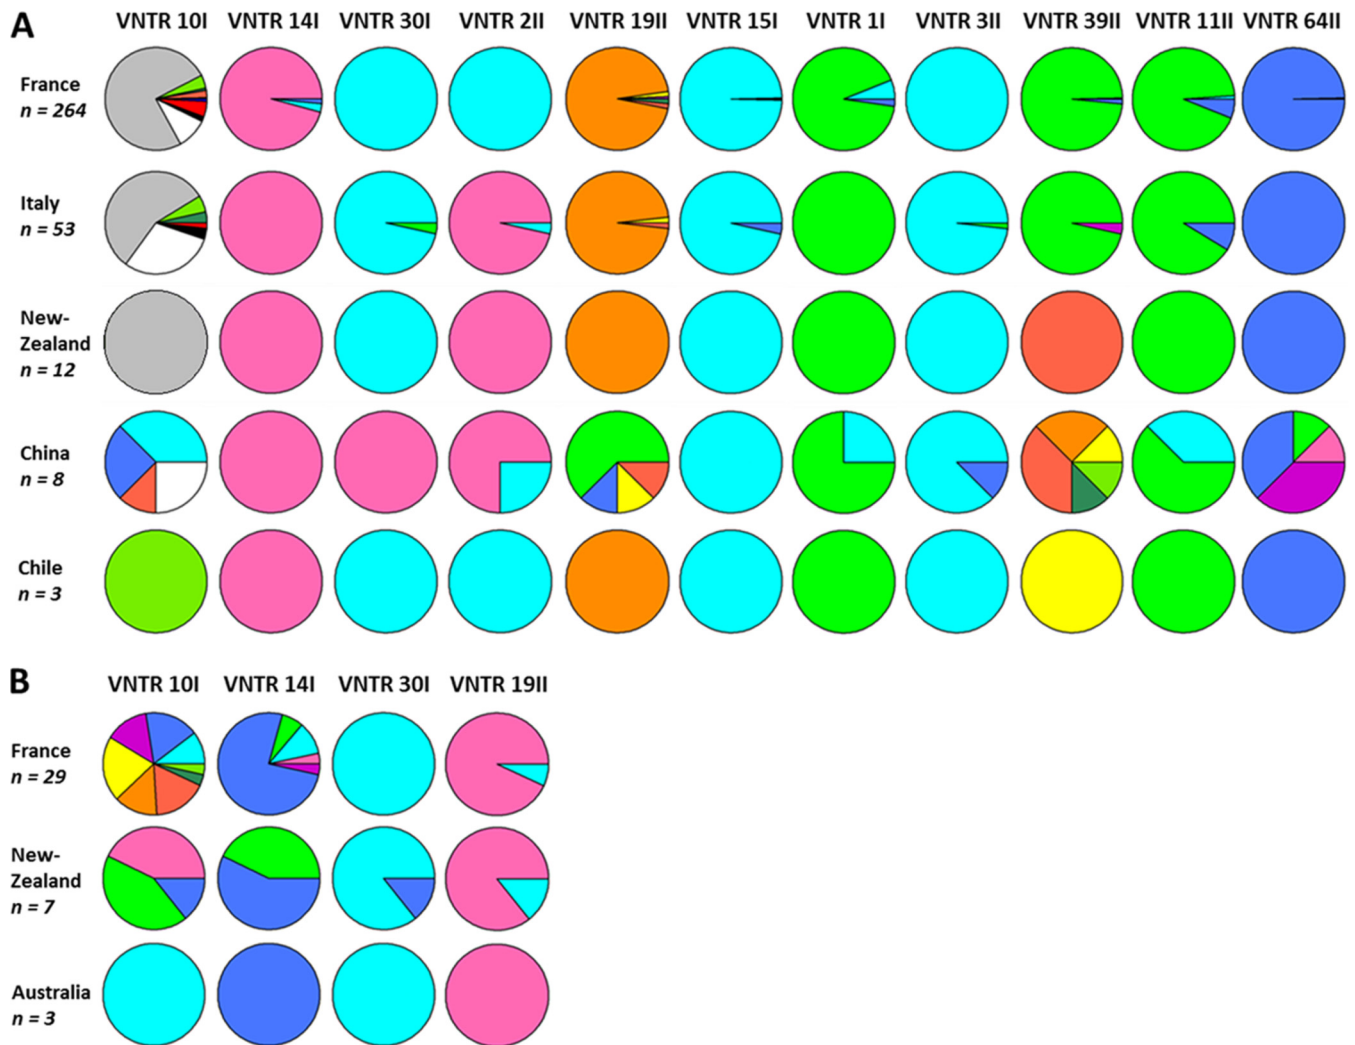 A
VNTR 10I VNTR 14I VNTR 30I VNTR 2II VNTR 19II VNTR 15I VNTR 1I VNTR 3II VNTR 39II VNTR 11II VNTR 64II
France
n = 264
Italy
n = 53
New-
Zealand
n = 12
China
n = 8
Chile
n = 3
B
VNTR 10I VNTR 14I VNTR 30I VNTR 19II
France
n = 29
New-
Zealand
n = 7
Australia
n = 3